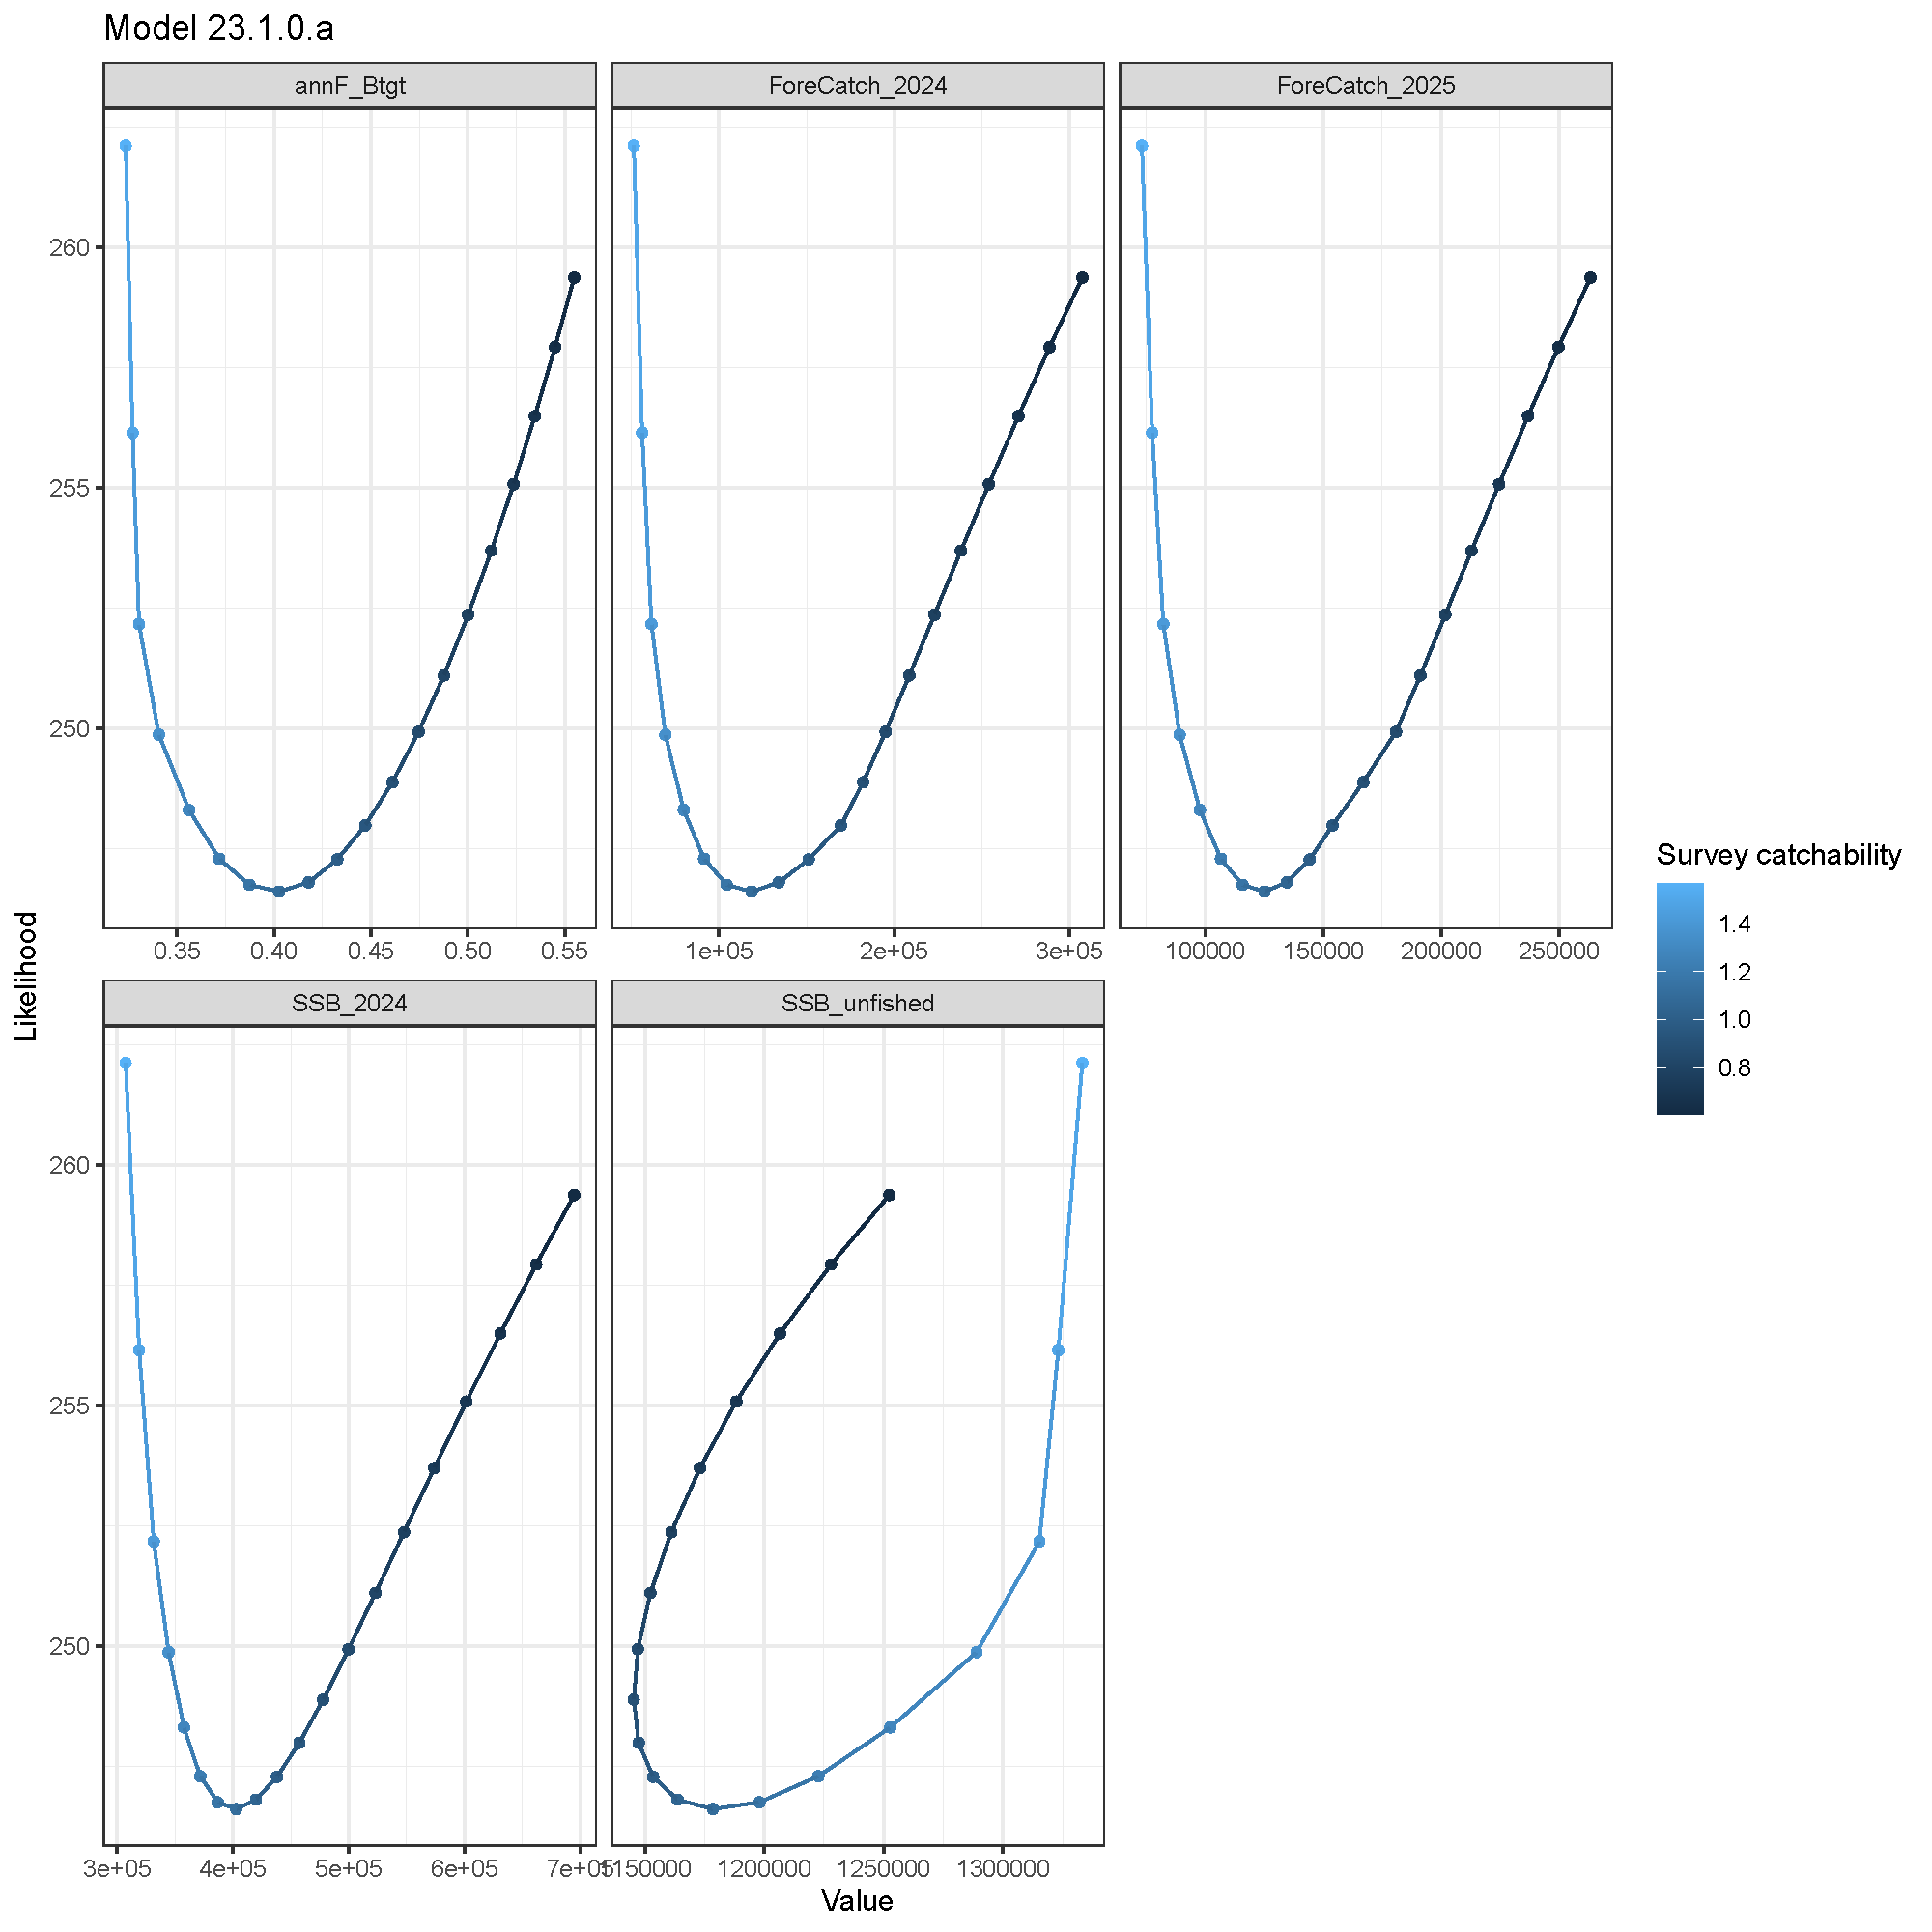 Model 23.1.0.a
annF_Btgt
ForeCatch_2024
ForeCatch_2025
260
255
250
0.35 0.40 0.45 0.50 0.55
1e+05 2e+05 3e+05
100000 150000 200000 250000
Likelihood
SSB_2024
SSB_unfished
260
255
250
3e+05 4e+05 5e+05 6e+05 7e+05
1150000 1200000 1250000 1300000
Value
Survey catchability
1.4
1.2
1.0
0.8